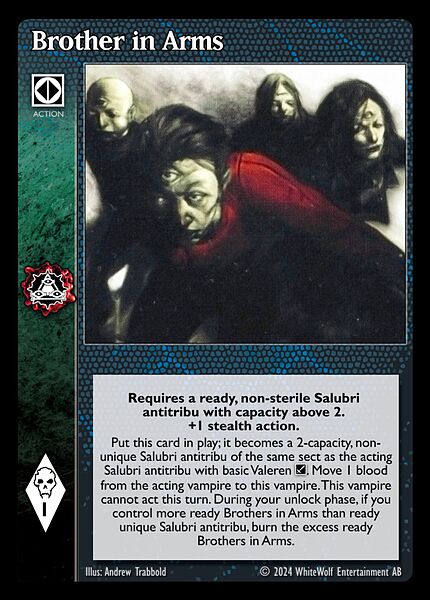 Brother in Arms
ACTION
Requires a ready, non-sterile Salubri
antitribu with capacity above 2.
+1 stealth action.
Put this card in play; it becomes a 2-capacity, non-
unique Salubri antitribu of the same sect as the acting
Salubri antitribu with basic Valeren. Move 1 blood
from the acting vampire to this vampire. This vampire
cannot act this turn. During your unlock phase, if you
control more ready Brothers in Arms than ready
unique Salubri antitribu, burn the excess ready
Brothers in Arms.
1
Illus: Andrew Trabbold © 2024 WhiteWolf Entertainment AB